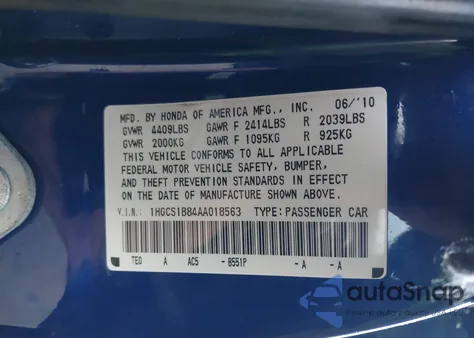 MFD. BY HONDA OF AMERICA MFG., INC. 06/'10
GVWR 4409LBS GAWR F 2414LBS R 2039LBS
GVWR 2000KG GAWR F 1095KG R 925KG
THIS VEHICLE CONFORMS TO ALL APPLICABLE
FEDERAL MOTOR VEHICLE SAFETY, BUMPER,
AND THEFT PREVENTION STANDARDS IN EFFECT
ON THE DATE OF MANUFACTURE SHOWN ABOVE.
V.I.N.: 1HGCS1B84AA018563 TYPE: PASSENGER CAR
TE0 A AC5 - B551P - A - A
autoSnap